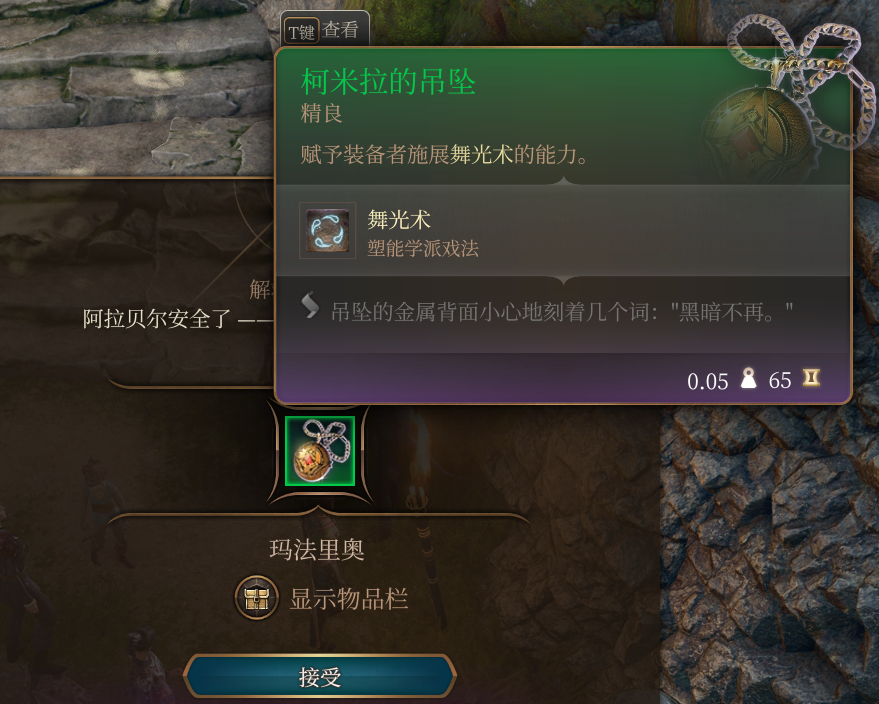 T键 查看
柯米拉的吊坠
精良
赋予装备者施展舞光术的能力。
舞光术
塑能学派戏法
解
阿拉贝尔安全了 ——
吊坠的金属背面小心地刻着几个词："黑暗不再。"
0.05 65
玛法里奥
显示物品栏
接受